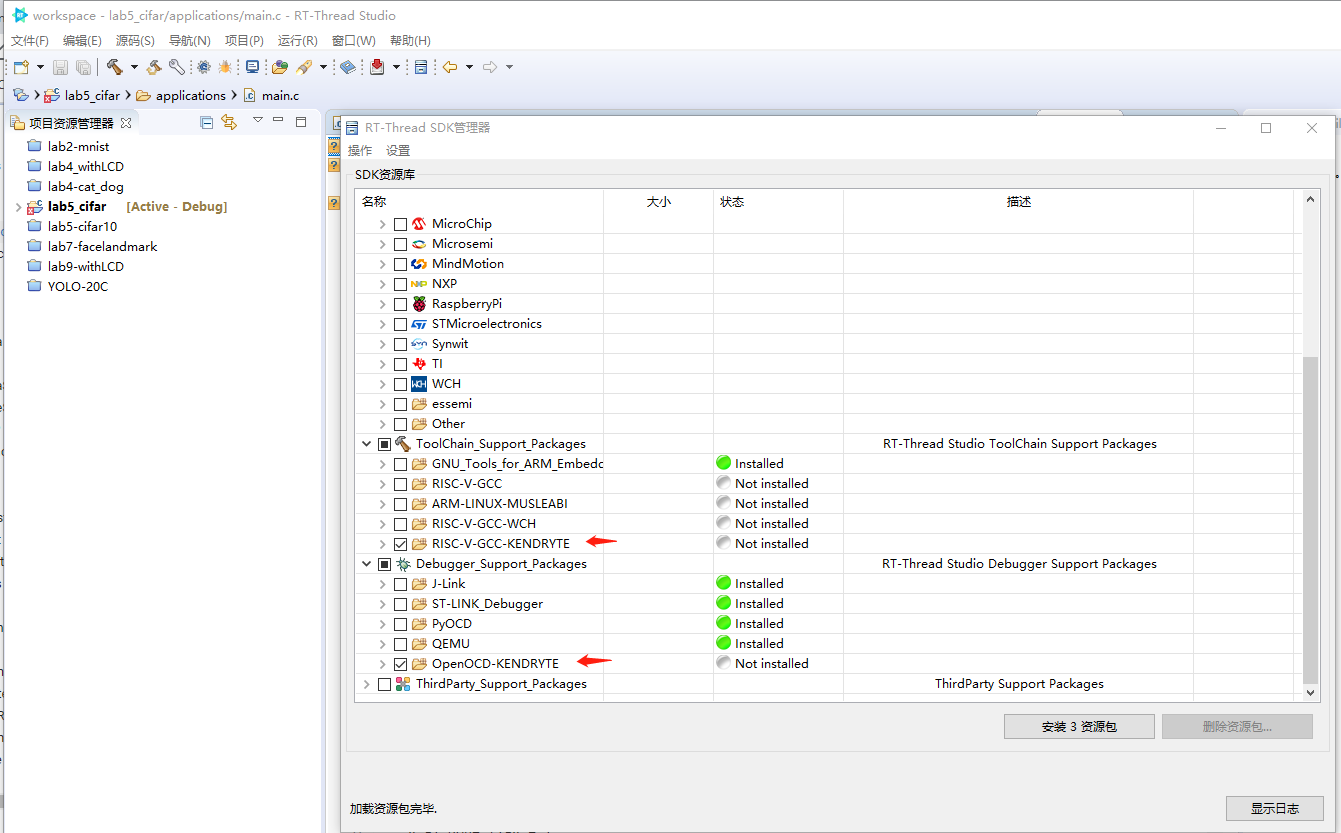 workspace - lab5_cifar/applications/main.c - RT-Thread Studio
文件(F) 编辑(E) 源码(S) 导航(N) 项目(P) 运行(R) 窗口(W) 帮助(H)
lab5_cifar applications main.c
项目资源管理器
lab2-mnist
lab4_withLCD
lab4-cat_dog
lab5_cifar [Active - Debug]
lab5-cifar10
lab7-facelandmark
lab9-withLCD
YOLO-20C
RT-Thread SDK管理器
操作 设置
SDK资源库
名称 大小 状态 描述
MicroChip
Microsemi
MindMotion
NXP
RaspberryPi
STMicroelectronics
Synwit
TI
WCH
essemi
Other
ToolChain_Support_Packages RT-Thread Studio ToolChain Support Packages
GNU_Tools_for_ARM_Embedd Installed
RISC-V-GCC Not installed
ARM-LINUX-MUSLEABI Not installed
RISC-V-GCC-WCH Not installed
RISC-V-GCC-KENDRYTE Not installed
Debugger_Support_Packages RT-Thread Studio Debugger Support Packages
J-Link Installed
ST-LINK_Debugger Installed
PyOCD Installed
QEMU Installed
OpenOCD-KENDRYTE Not installed
ThirdParty_Support_Packages ThirdParty Support Packages
安装 3 资源包 删除资源包...
加载资源包完毕.
显示日志